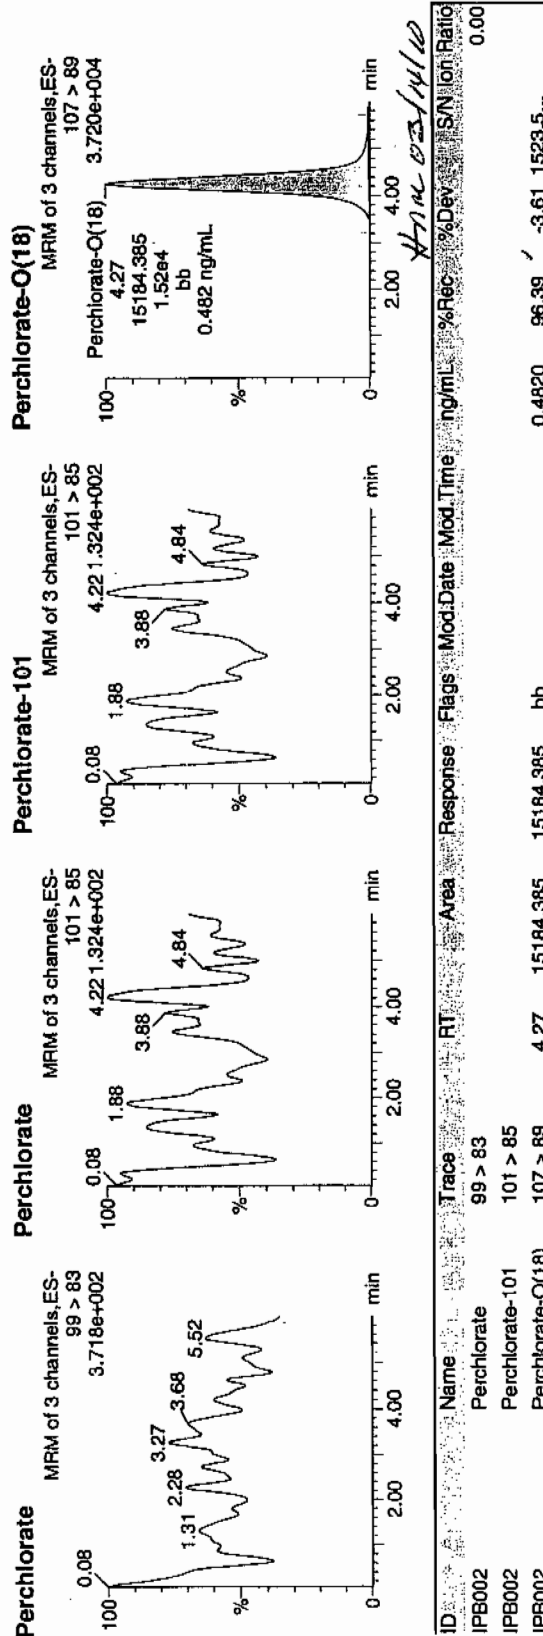 Perchlorate
MRM of 3 channels,ES-
99 > 83
3.718e+002
100
0.08
1.31
2.28
3.27
3.68
5.52
%
0
2.00
4.00
min
Perchlorate
MRM of 3 channels,ES-
101 > 85
4.22 1.324e+002
100
0.08
1.88
3.88
4.84
%
0
2.00
4.00
min
Perchlorate-101
MRM of 3 channels,ES-
101 > 85
4.22 1.324e+002
100
0.08
1.88
3.88
4.84
%
0
2.00
4.00
min
Perchlorate-O(18)
MRM of 3 channels,ES-
107 > 89
3.720e+004
100
Perchlorate-O(18)
4.27
15184.385
1.52e4
bb
0.482 ng/mL
%
0
2.00
4.00
min
03/14/10
ID Name Trace RT Area Response Flags Mod.Date Mod.Time ng/mL %Rec %Dev S/N Ion Ratio
IPB002 Perchlorate 99 > 83 0.00
IPB002 Perchlorate-101 101 > 85
IPB002 Perchlorate-O(18) 107 > 89 4.27 15184.385 15184.385 bb 0.4820 96.39 -3.61 1523.5...